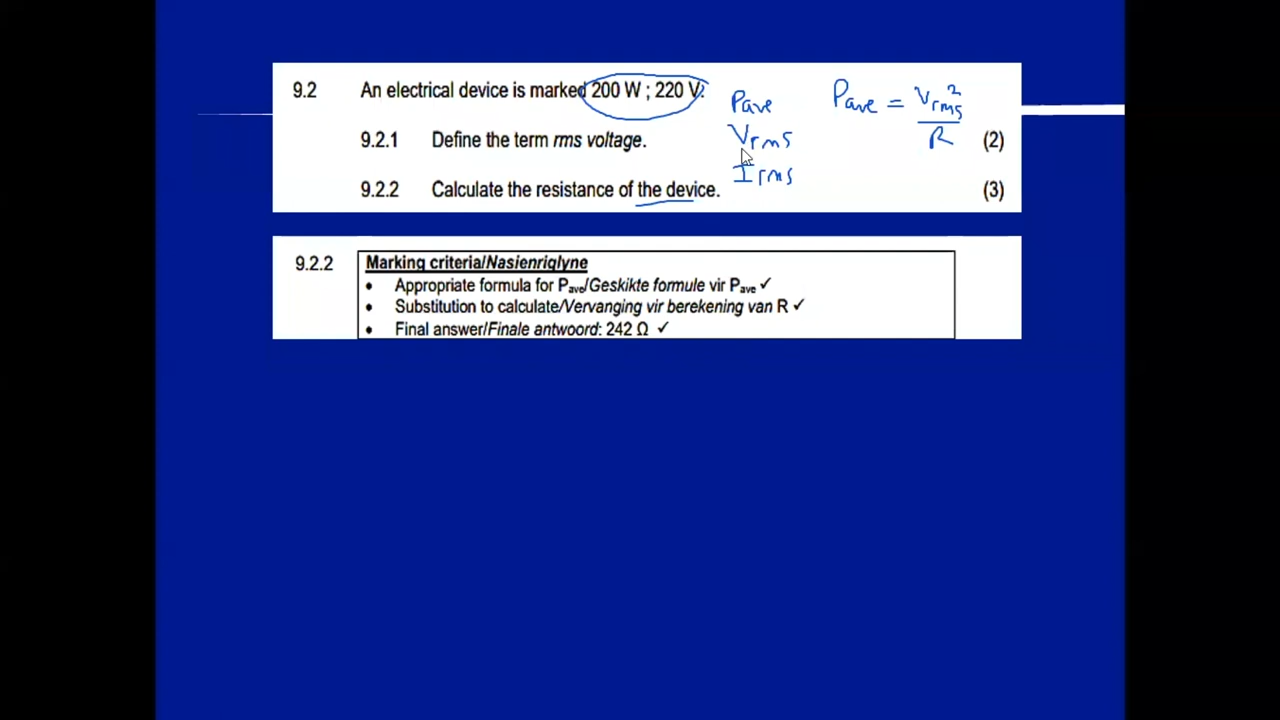 9.2 An electrical device is marked 200 W ; 220 V.
Pave
Pave = Vrms² / R
9.2.1 Define the term rms voltage. (2)
Vrms
Irms
9.2.2 Calculate the resistance of the device. (3)
9.2.2 Marking criteria/Nasienriglyne
• Appropriate formula for Pave/Geskikte formule vir Pave ✓
• Substitution to calculate/Vervanging vir berekening van R ✓
• Final answer/Finale antwoord: 242 Ω ✓